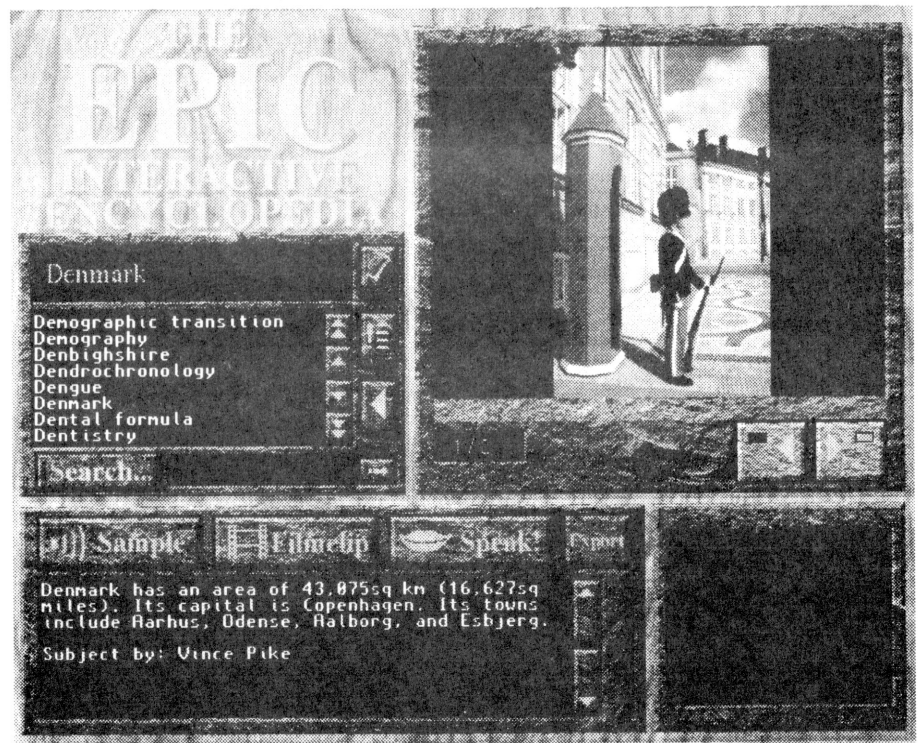 THE
EPIC
INTERACTIVE
ENCYCLOPEDIA
Denmark
Demographic transition
Demography
Denbighshire
Dendrochronology
Dengue
Denmark
Dental formula
Dentistry
Search...
Sample
Filmclip
Speak!
Export
Denmark has an area of 43,075sq km (16,627sq
miles). Its capital is Copenhagen. Its towns
include Aarhus, Odense, Aalborg, and Esbjerg.
Subject by: Vince Pike